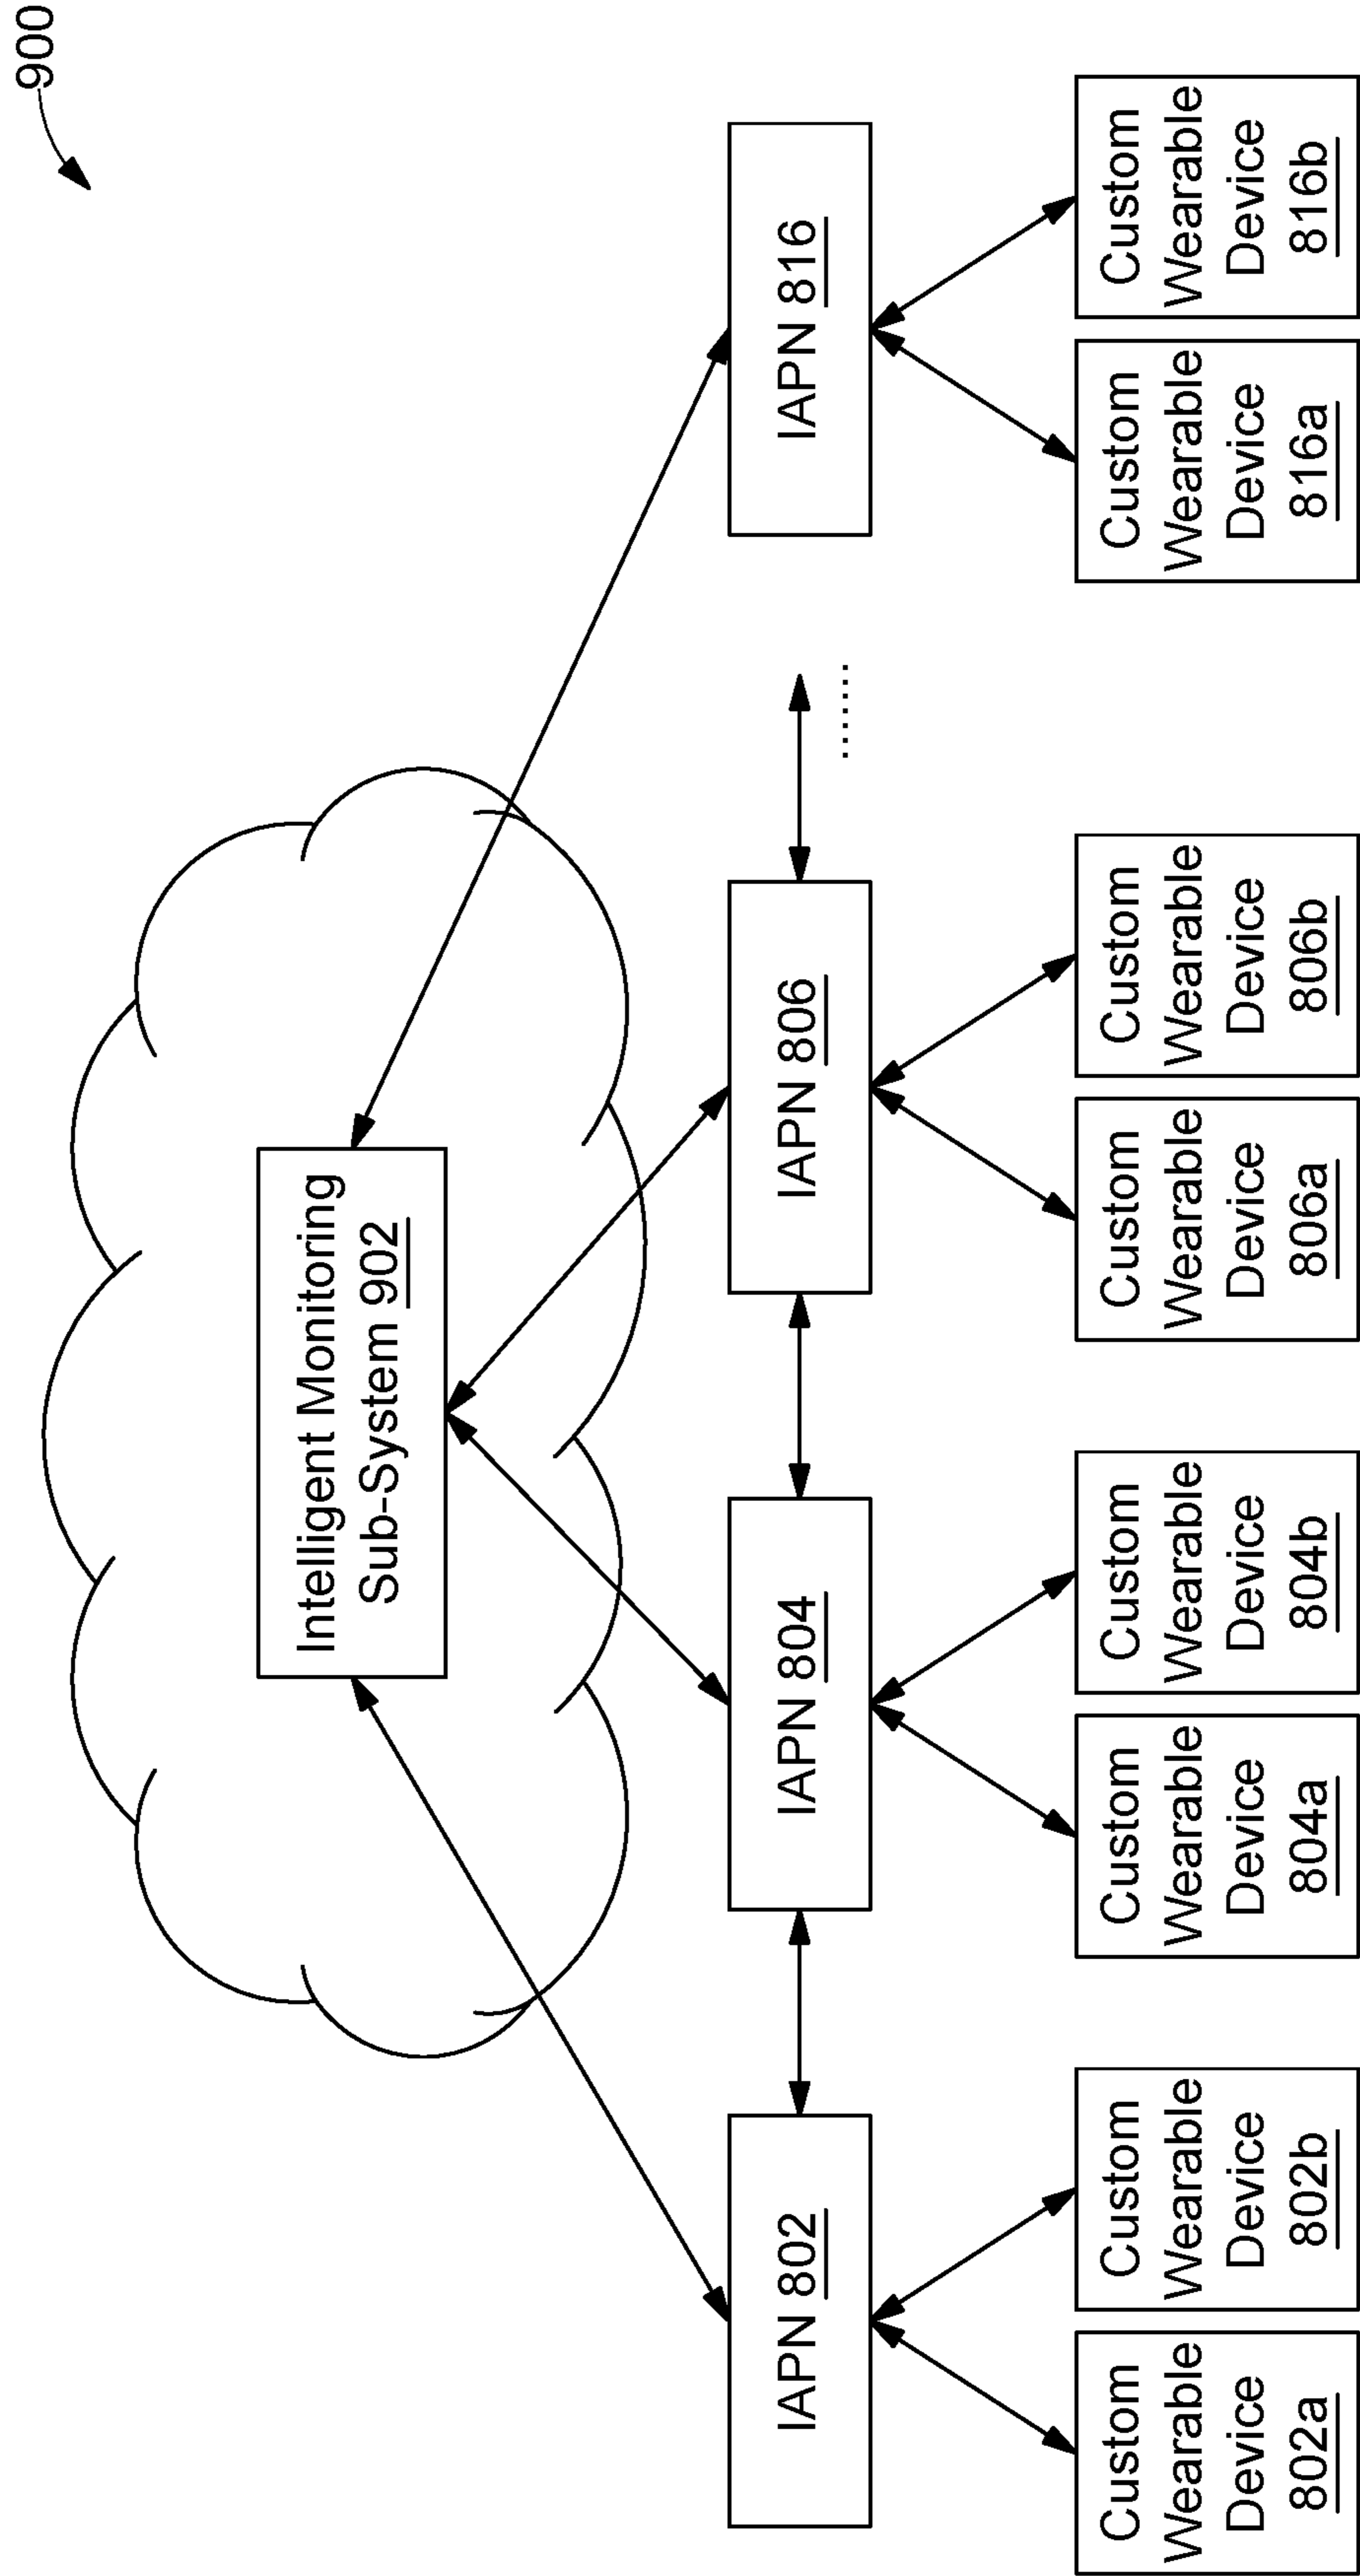 900
Intelligent Monitoring
Sub-System 902
IAPN 802
IAPN 804
IAPN 806
.......
IAPN 816
Custom
Wearable
Device
802a
Custom
Wearable
Device
802b
Custom
Wearable
Device
804a
Custom
Wearable
Device
804b
Custom
Wearable
Device
806a
Custom
Wearable
Device
806b
Custom
Wearable
Device
816a
Custom
Wearable
Device
816b